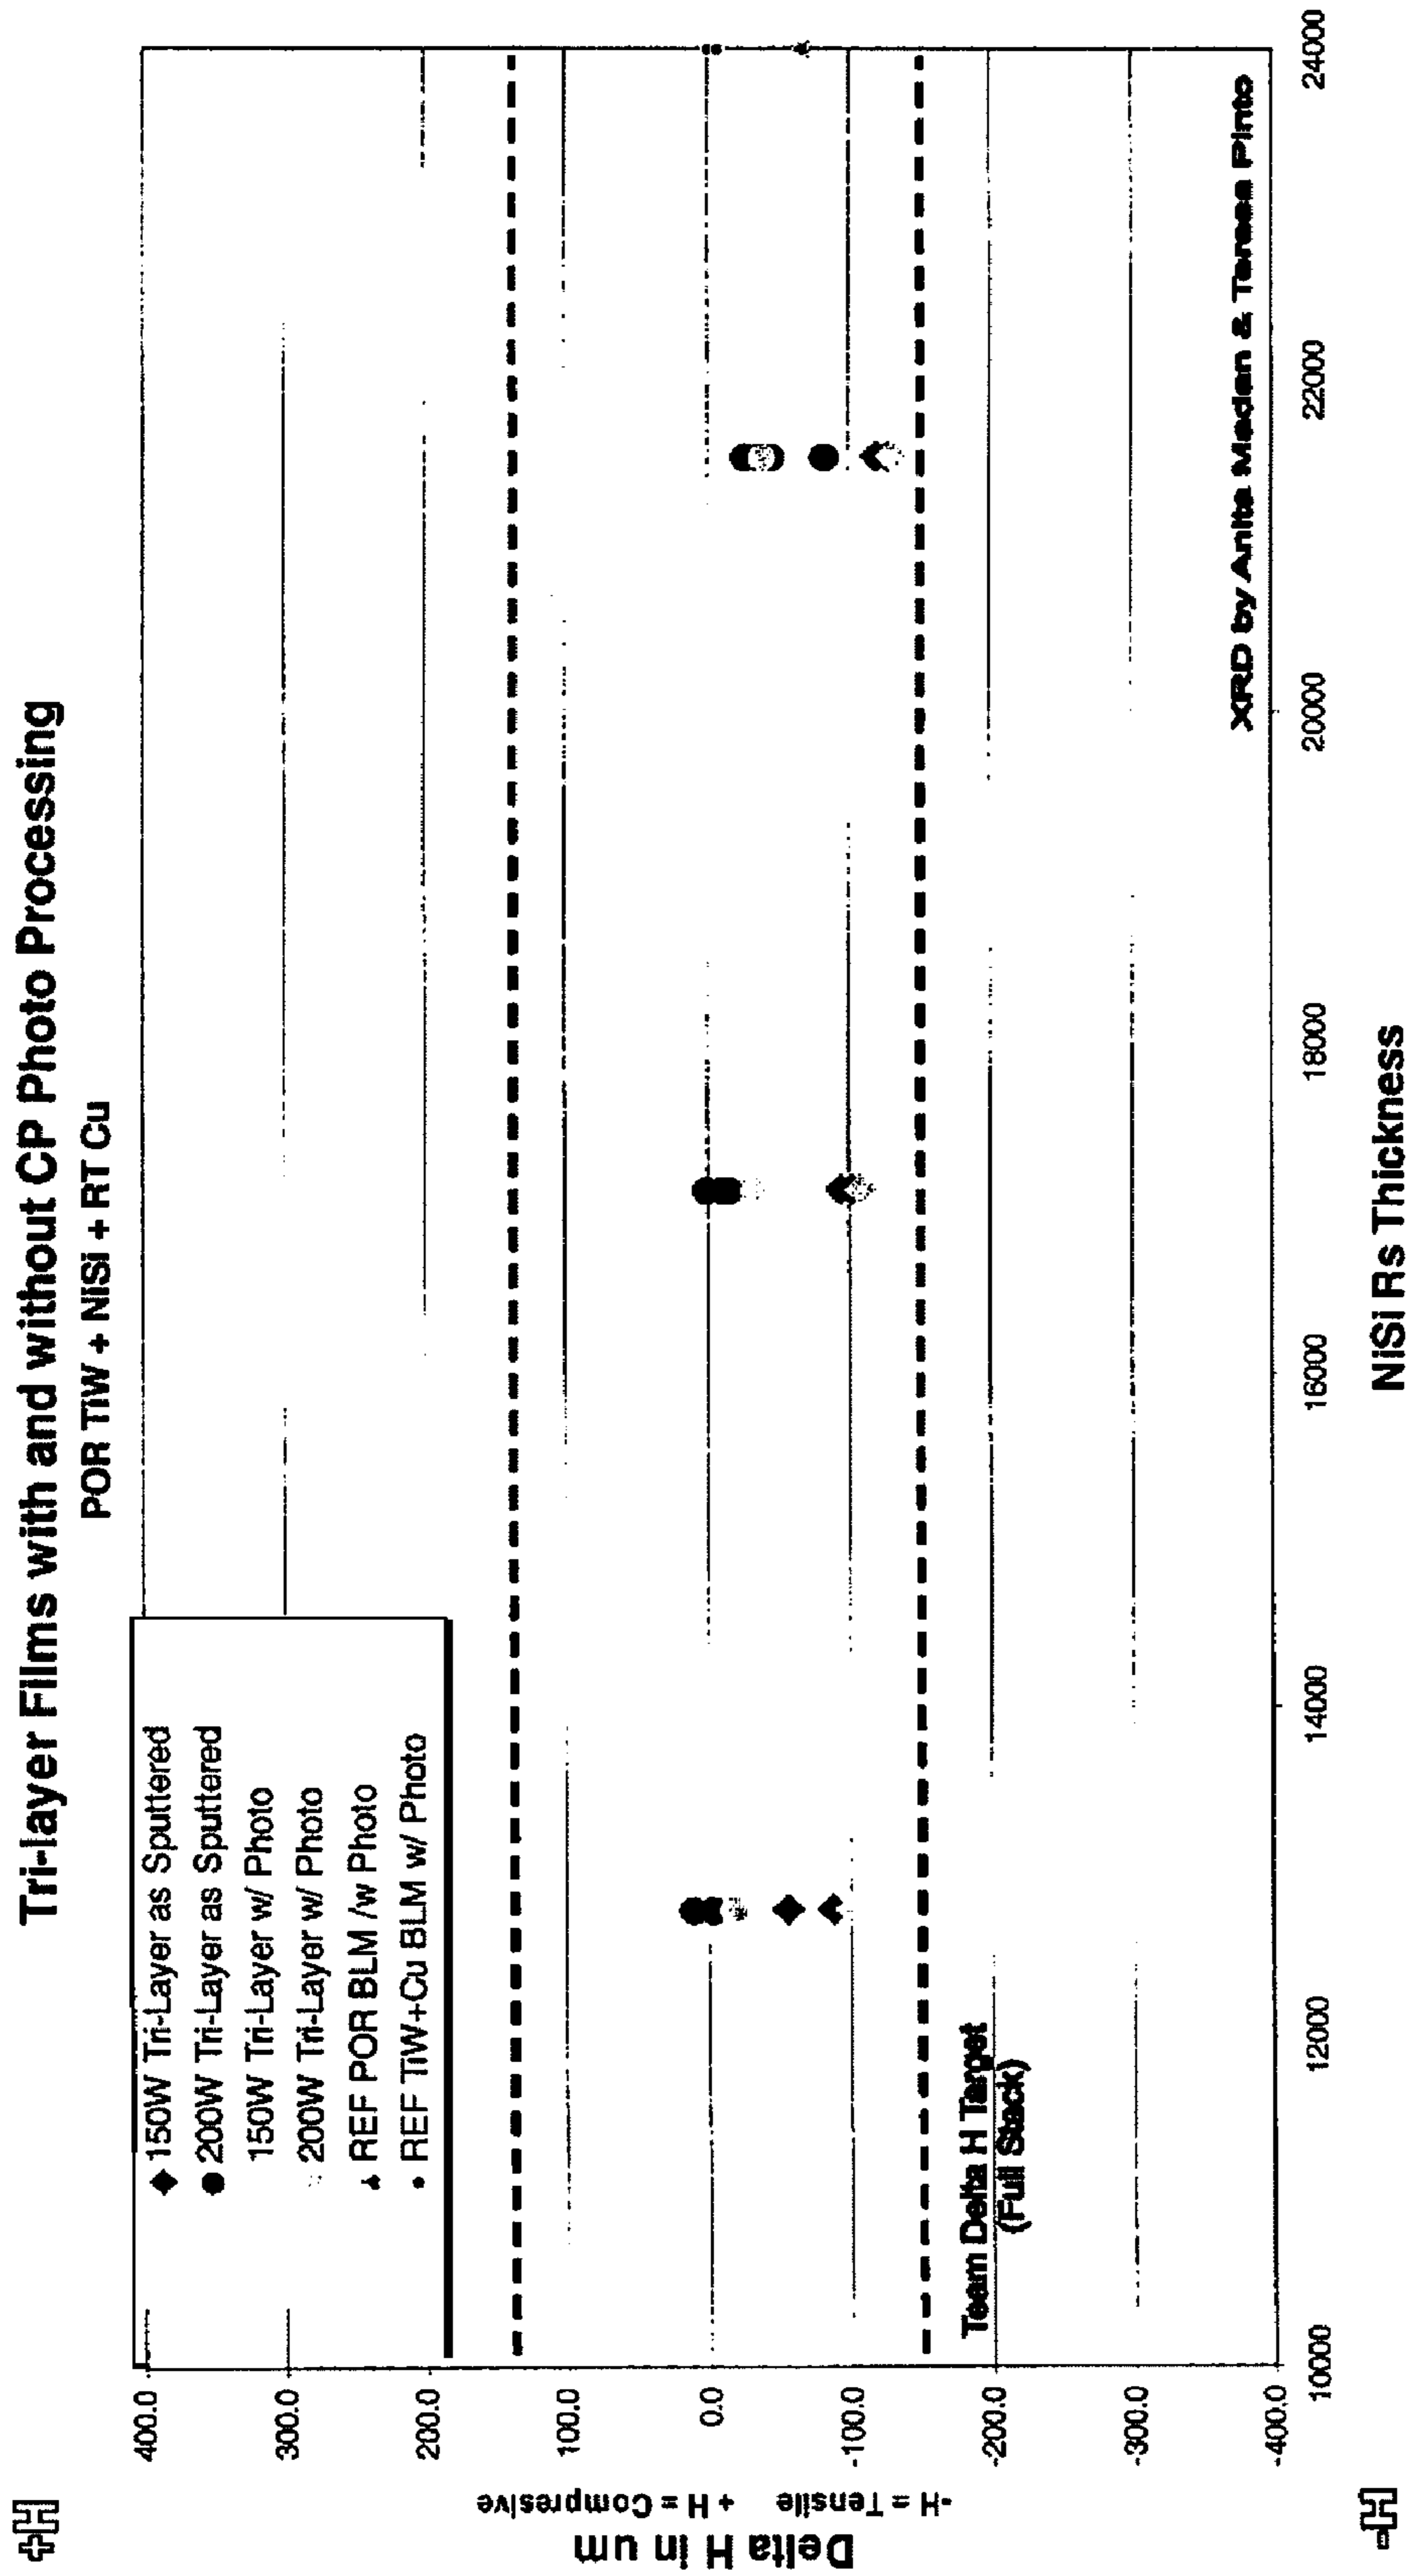 Tri-layer Films with and without CP Photo Processing
POR TiW + NiSi + RT Cu
+H
150W Tri-Layer as Sputtered
200W Tri-Layer as Sputtered
150W Tri-Layer w/ Photo
200W Tri-Layer w/ Photo
REF POR BLM /w Photo
REF TiW+Cu BLM w/ Photo
400.0
300.0
200.0
100.0
0.0
-100.0
-200.0
-300.0
-400.0
Delta H in um
-H = Tensile + H = Compresive
Team Delta H Target
(Full Stack)
XRD by Anita Madan & Teresa Pinto
10000 12000 14000 16000 18000 20000 22000 24000
NiSi Rs Thickness
-H